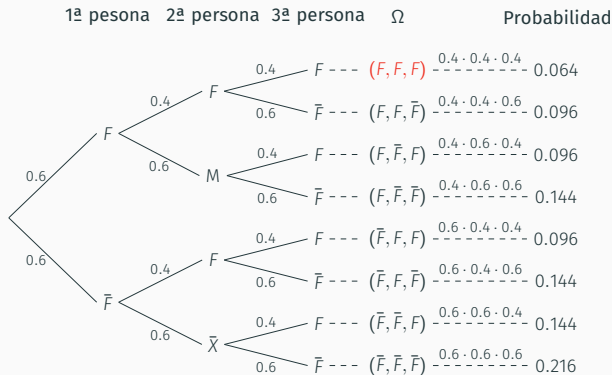 1ª pesona 2ª persona 3ª persona Ω Probabilidad
0.4 F (F, F, F) 0.4 · 0.4 · 0.4 0.064
F
0.4
0.6 F̄ (F, F, F̄) 0.4 · 0.4 · 0.6 0.096
F
0.6
0.6
0.4 F (F, F̄, F) 0.4 · 0.6 · 0.4 0.096
M
0.6 F̄ (F, F̄, F̄) 0.4 · 0.6 · 0.6 0.144
0.4 F (F̄, F, F) 0.6 · 0.4 · 0.4 0.096
F
0.6
0.4
0.6 F̄ (F̄, F, F̄) 0.6 · 0.4 · 0.6 0.144
F̄
0.6
0.4 F (F̄, F̄, F) 0.6 · 0.6 · 0.4 0.144
X̄
0.6 F̄ (F̄, F̄, F̄) 0.6 · 0.6 · 0.6 0.216